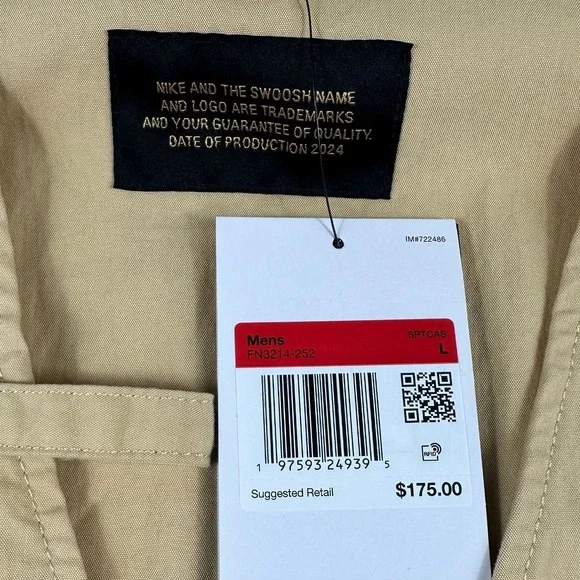 NIKE AND THE SWOOSH NAME
AND LOGO ARE TRADEMARKS
AND YOUR GUARANTEE OF QUALITY.
DATE OF PRODUCTION 2024
IM#722486
Mens SPTCAS
FN3214-252 L
1 97593 24939 5
RFID
Suggested Retail $175.00